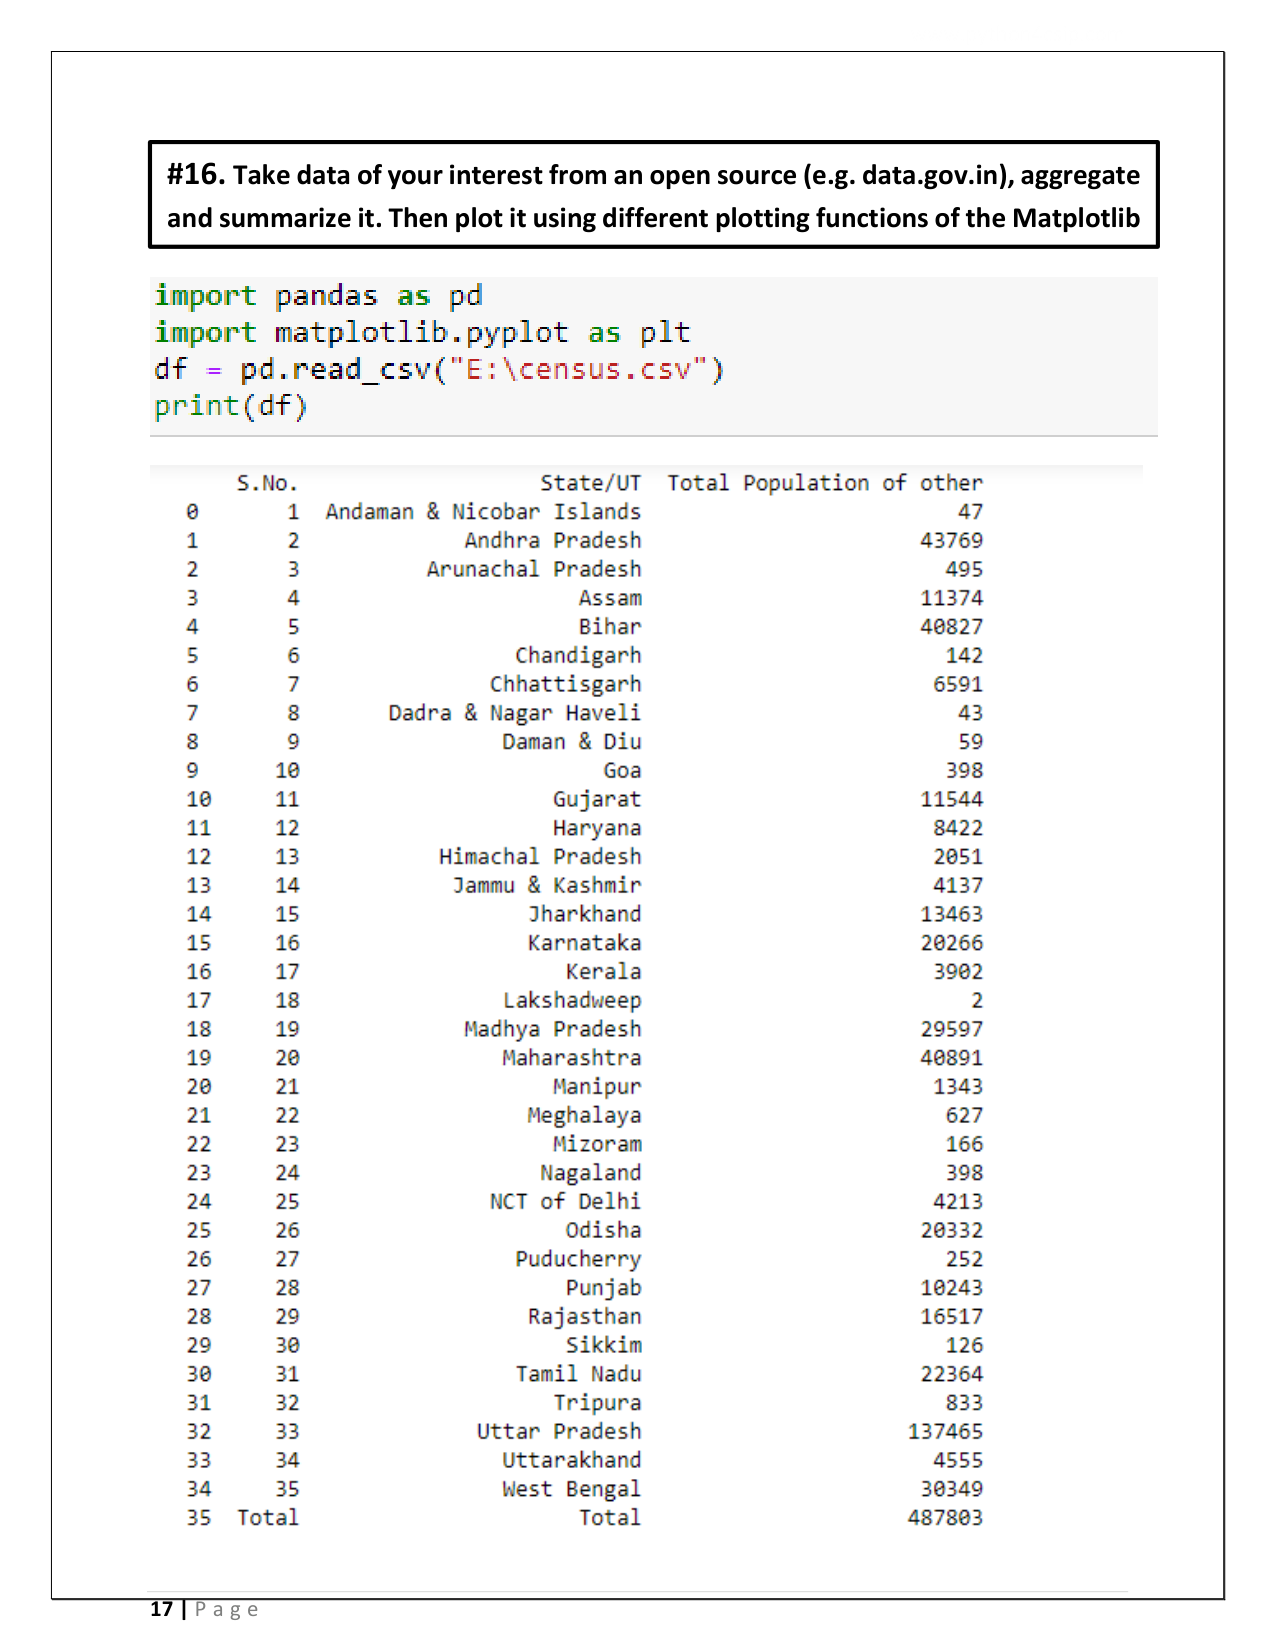 #16. Take data of your interest from an open source (e.g. data.gov.in), aggregate
and summarize it. Then plot it using different plotting functions of the Matplotlib
import pandas as pd
import matplotlib.pyplot as plt
df = pd.read_csv("E:\census.csv")
print(df)
S.No. State/UT Total Population of other
0 1 Andaman & Nicobar Islands 47
1 2 Andhra Pradesh 43769
2 3 Arunachal Pradesh 495
3 4 Assam 11374
4 5 Bihar 40827
5 6 Chandigarh 142
6 7 Chhattisgarh 6591
7 8 Dadra & Nagar Haveli 43
8 9 Daman & Diu 59
9 10 Goa 398
10 11 Gujarat 11544
11 12 Haryana 8422
12 13 Himachal Pradesh 2051
13 14 Jammu & Kashmir 4137
14 15 Jharkhand 13463
15 16 Karnataka 20266
16 17 Kerala 3902
17 18 Lakshadweep 2
18 19 Madhya Pradesh 29597
19 20 Maharashtra 40891
20 21 Manipur 1343
21 22 Meghalaya 627
22 23 Mizoram 166
23 24 Nagaland 398
24 25 NCT of Delhi 4213
25 26 Odisha 20332
26 27 Puducherry 252
27 28 Punjab 10243
28 29 Rajasthan 16517
29 30 Sikkim 126
30 31 Tamil Nadu 22364
31 32 Tripura 833
32 33 Uttar Pradesh 137465
33 34 Uttarakhand 4555
34 35 West Bengal 30349
35 Total Total 487803
17 | Page